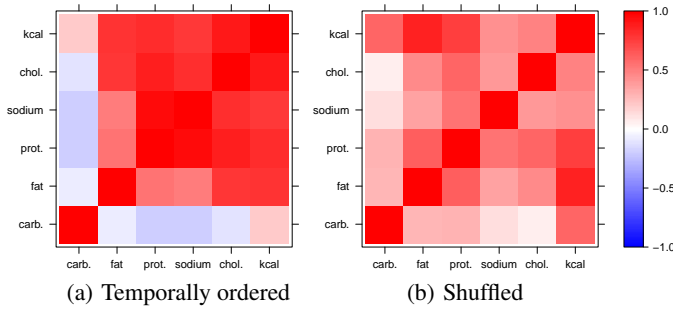 kcal
chol.
sodium
prot.
fat
carb.
carb. fat prot. sodium chol. kcal
(a) Temporally ordered
kcal
chol.
sodium
prot.
fat
carb.
carb. fat prot. sodium chol. kcal
(b) Shuffled
1.0
0.5
0.0
−0.5
−1.0